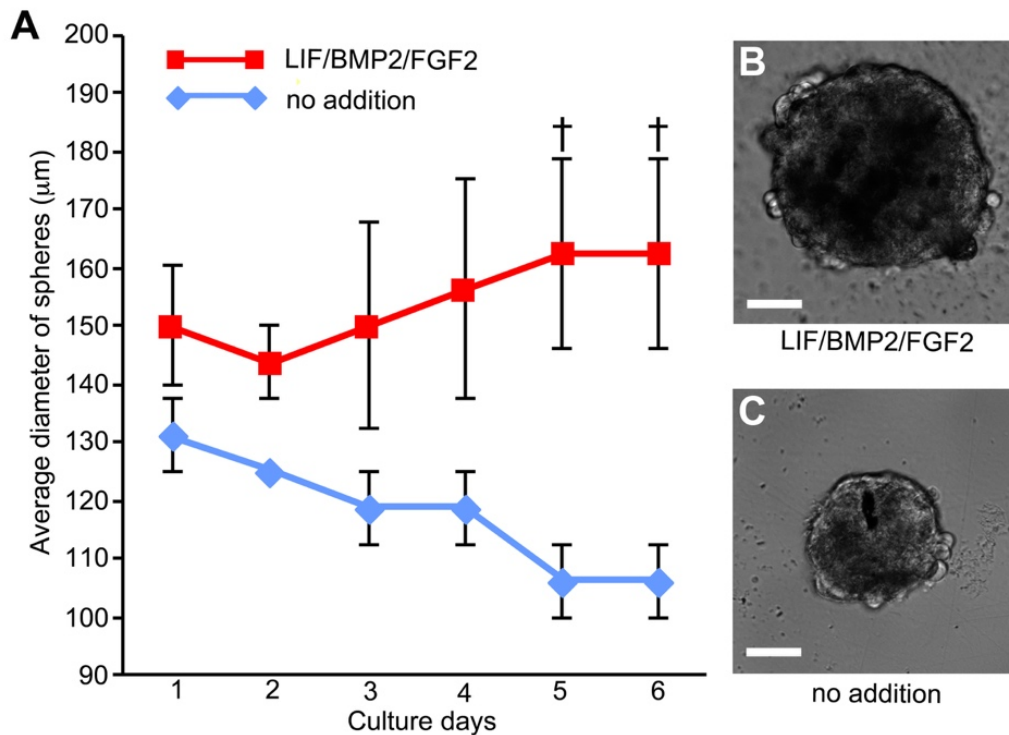 A
200
190
180
170
160
150
140
130
120
110
100
90
Average diameter of spheres (μm)
LIF/BMP2/FGF2
no addition
†
†
1 2 3 4 5 6
Culture days
B
LIF/BMP2/FGF2
C
no addition